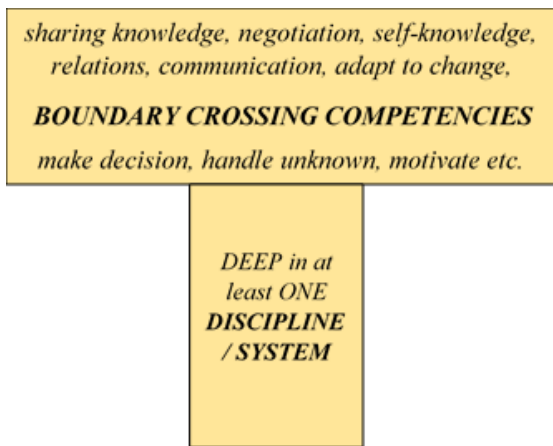 sharing knowledge, negotiation, self-knowledge,
relations, communication, adapt to change,
BOUNDARY CROSSING COMPETENCIES
make decision, handle unknown, motivate etc.
DEEP in at
least ONE
DISCIPLINE
/ SYSTEM